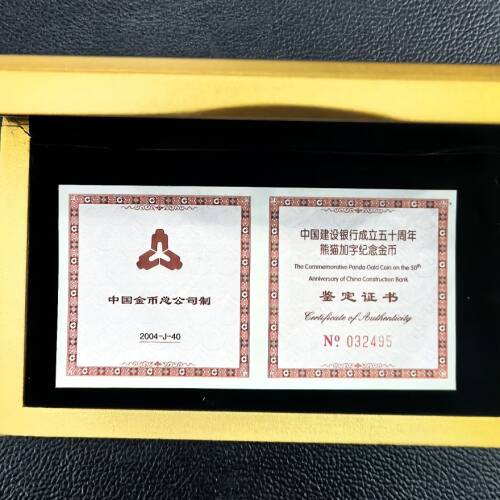 中国金币总公司制
2004-J-40
中国建设银行成立五十周年
熊猫加字纪念金币
The Commemorative Panda Gold Coin on the 50th
Anniversary of China Construction Bank
鉴定证书
Certificate of Authenticity
№ 032495